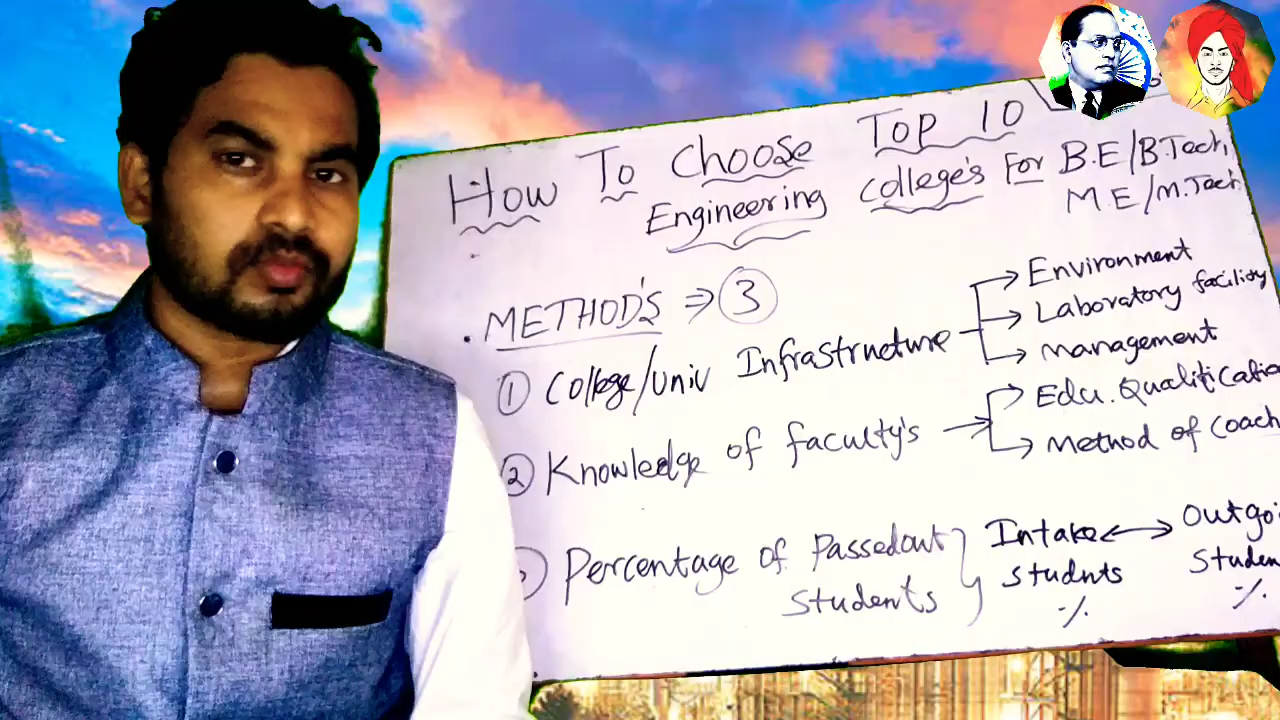 How To Choose Top 10
Engineering College's For B.E/B.Tech,
M.E/M.Tech
. METHOD'S ⇒ 3
① College/Univ Infrastructure
Environment
Laboratory facility
Management
② Knowledge of faculty's
Edu. Qualification
Method of Coach
Percentage of Passedout
Students
Intake ↔ Outgoi
Studnts Studen
% %